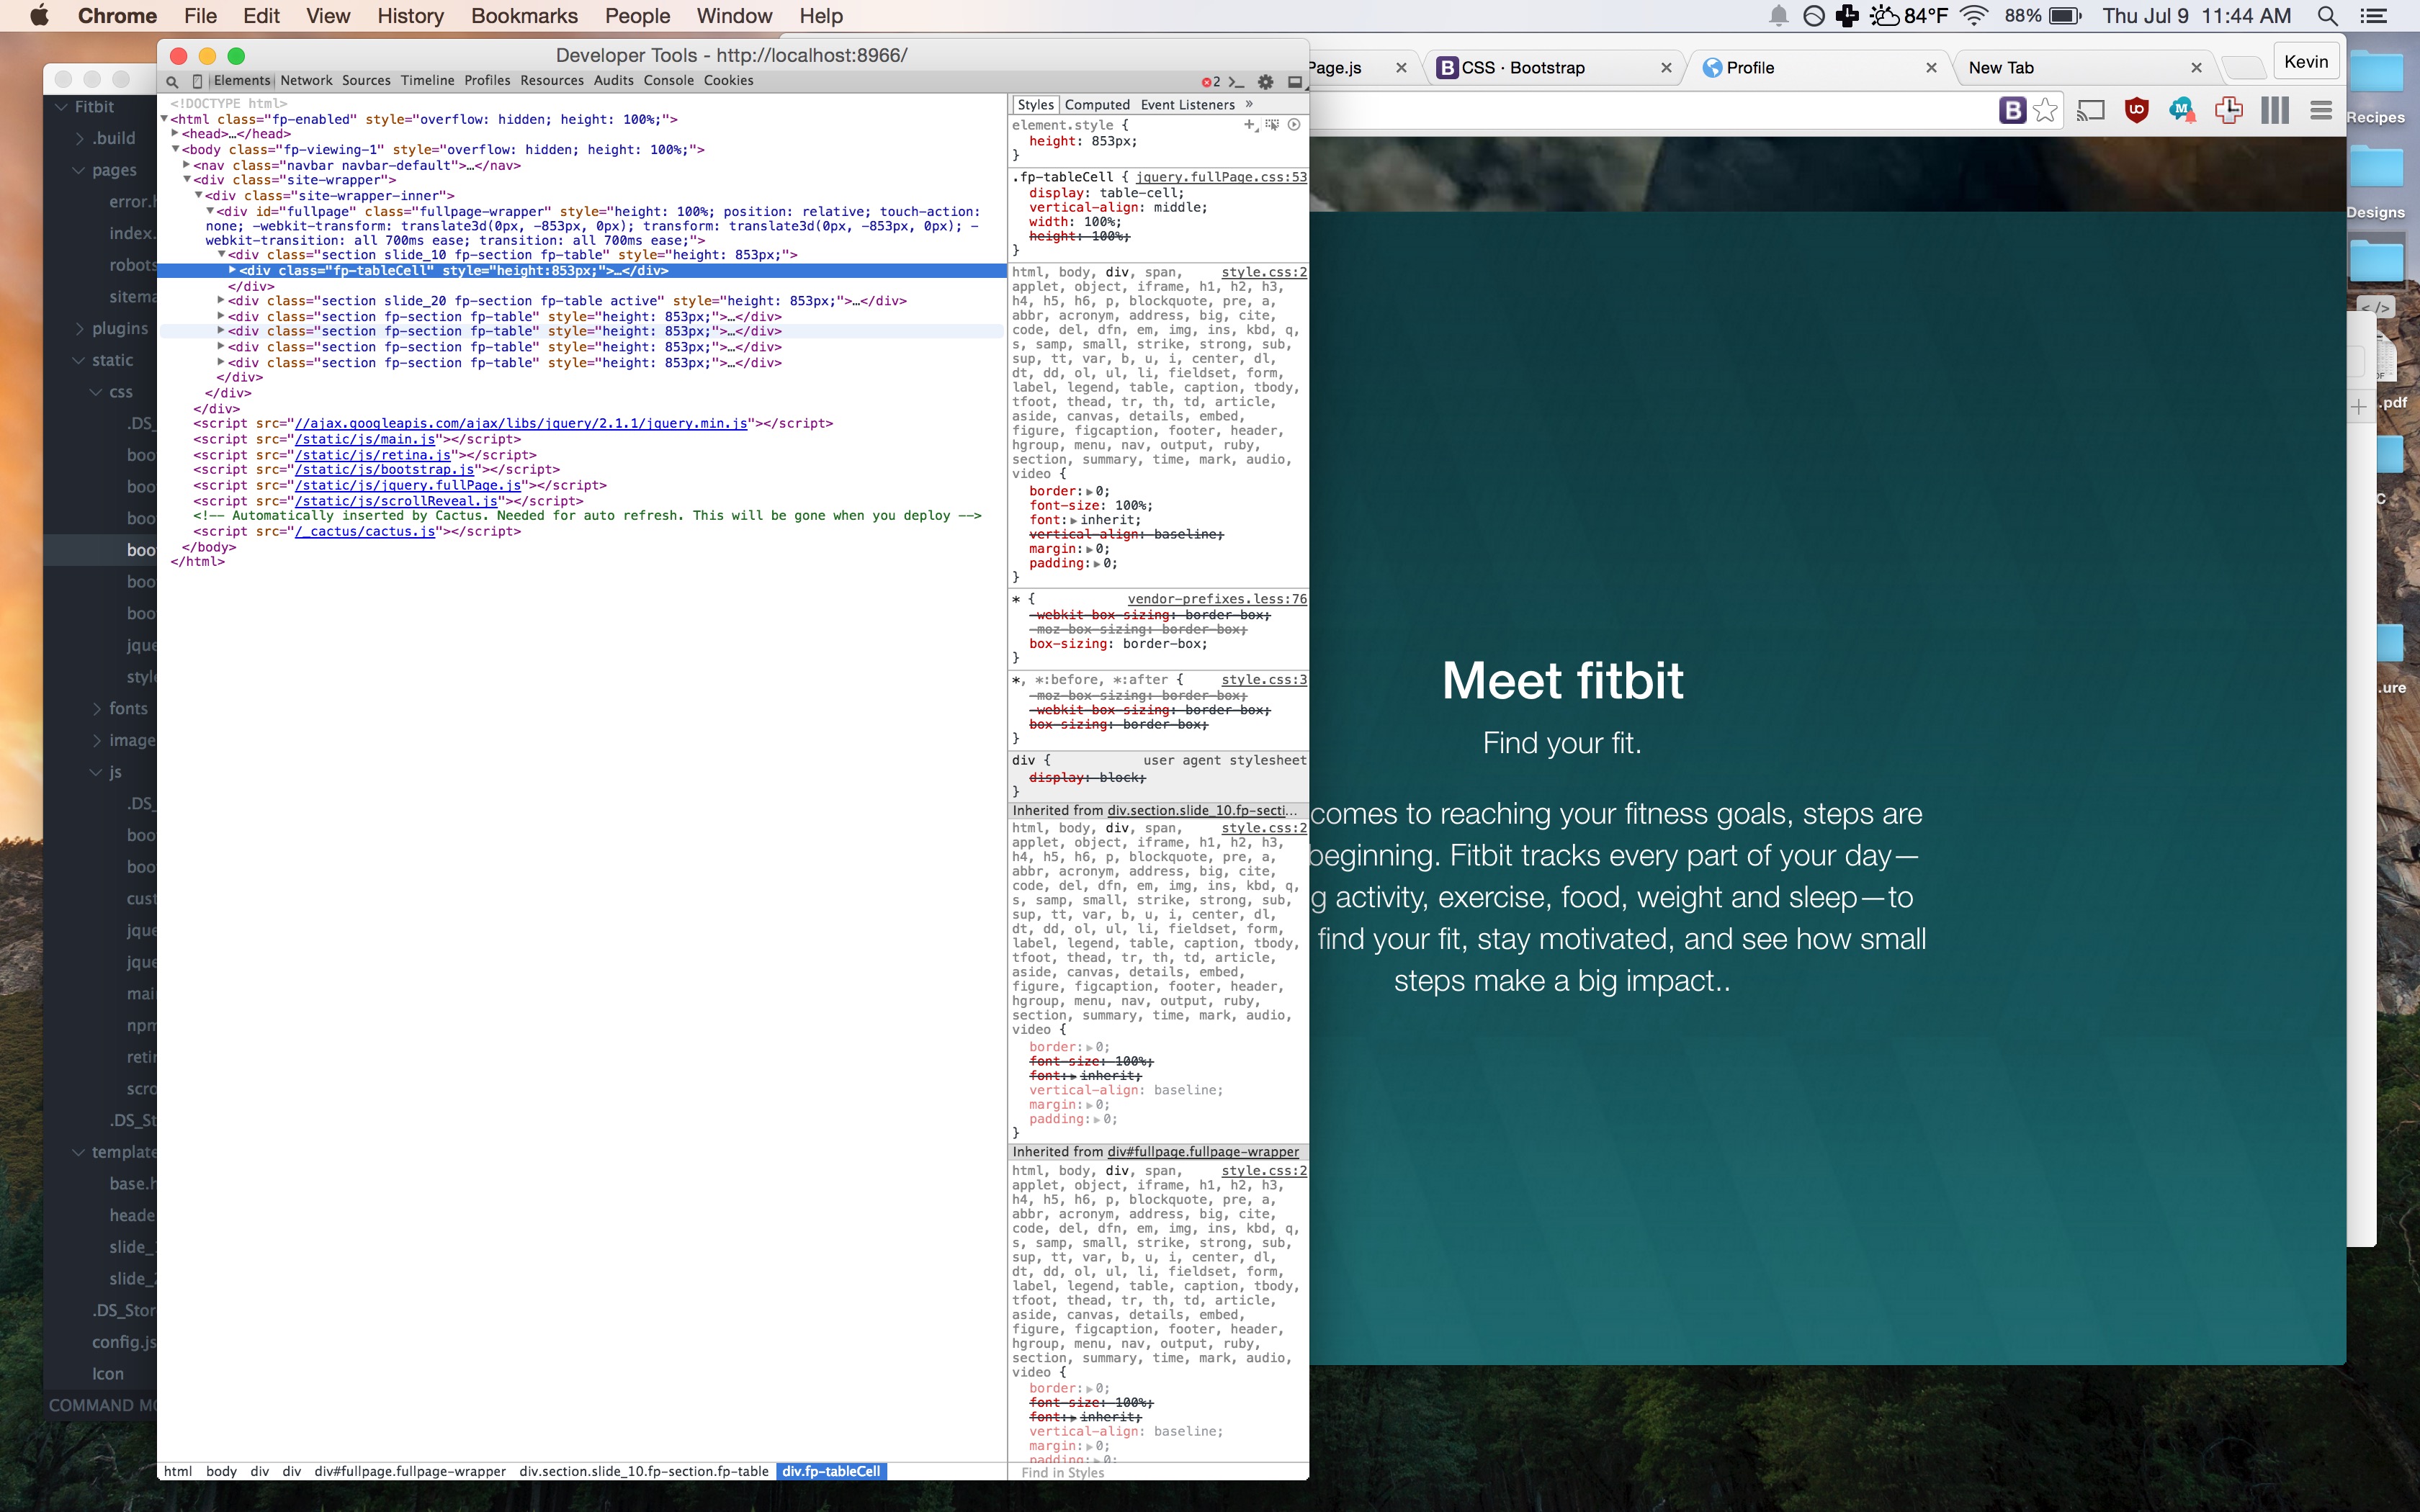 Chrome File Edit View History Bookmarks People Window Help
84°F 88% Thu Jul 9 11:44 AM
Developer Tools - http://localhost:8966/
Elements Network Sources Timeline Profiles Resources Audits Console Cookies
2
<!DOCTYPE html>
<html class="fp-enabled" style="overflow: hidden; height: 100%;">
<head>…</head>
<body class="fp-viewing-1" style="overflow: hidden; height: 100%;">
<nav class="navbar navbar-default">…</nav>
<div class="site-wrapper">
<div class="site-wrapper-inner">
<div id="fullpage" class="fullpage-wrapper" style="height: 100%; position: relative; touch-action:
none; -webkit-transform: translate3d(0px, -853px, 0px); transform: translate3d(0px, -853px, 0px); -
webkit-transition: all 700ms ease; transition: all 700ms ease;">
<div class="section slide_10 fp-section fp-table" style="height: 853px;">
<div class="fp-tableCell" style="height:853px;">…</div>
</div>
<div class="section slide_20 fp-section fp-table active" style="height: 853px;">…</div>
<div class="section fp-section fp-table" style="height: 853px;">…</div>
<div class="section fp-section fp-table" style="height: 853px;">…</div>
<div class="section fp-section fp-table" style="height: 853px;">…</div>
<div class="section fp-section fp-table" style="height: 853px;">…</div>
</div>
</div>
</div>
<script src="//ajax.googleapis.com/ajax/libs/jquery/2.1.1/jquery.min.js"></script>
<script src="/static/js/main.js"></script>
<script src="/static/js/retina.js"></script>
<script src="/static/js/bootstrap.js"></script>
<script src="/static/js/jquery.fullPage.js"></script>
<script src="/static/js/scrollReveal.js"></script>
<!-- Automatically inserted by Cactus. Needed for auto refresh. This will be gone when you deploy -->
<script src="/_cactus/cactus.js"></script>
</body>
</html>
html body div div div#fullpage.fullpage-wrapper div.section.slide_10.fp-section.fp-table div.fp-tableCell
Styles Computed Event Listeners »
element.style {
height: 853px;
}
.fp-tableCell { jquery.fullPage.css:53
display: table-cell;
vertical-align: middle;
width: 100%;
height: 100%;
}
html, body, div, span, style.css:2
applet, object, iframe, h1, h2, h3,
h4, h5, h6, p, blockquote, pre, a,
abbr, acronym, address, big, cite,
code, del, dfn, em, img, ins, kbd, q,
s, samp, small, strike, strong, sub,
sup, tt, var, b, u, i, center, dl,
dt, dd, ol, ul, li, fieldset, form,
label, legend, table, caption, tbody,
tfoot, thead, tr, th, td, article,
aside, canvas, details, embed,
figure, figcaption, footer, header,
hgroup, menu, nav, output, ruby,
section, summary, time, mark, audio,
video {
border: 0;
font-size: 100%;
font: inherit;
vertical-align: baseline;
margin: 0;
padding: 0;
}
* { vendor-prefixes.less:76
-webkit-box-sizing: border-box;
-moz-box-sizing: border-box;
box-sizing: border-box;
}
*, *:before, *:after { style.css:3
-moz-box-sizing: border-box;
-webkit-box-sizing: border-box;
box-sizing: border-box;
}
div { user agent stylesheet
display: block;
}
Inherited from div.section.slide_10.fp-secti…
html, body, div, span, style.css:2
applet, object, iframe, h1, h2, h3,
h4, h5, h6, p, blockquote, pre, a,
abbr, acronym, address, big, cite,
code, del, dfn, em, img, ins, kbd, q,
s, samp, small, strike, strong, sub,
sup, tt, var, b, u, i, center, dl,
dt, dd, ol, ul, li, fieldset, form,
label, legend, table, caption, tbody,
tfoot, thead, tr, th, td, article,
aside, canvas, details, embed,
figure, figcaption, footer, header,
hgroup, menu, nav, output, ruby,
section, summary, time, mark, audio,
video {
border: 0;
font-size: 100%;
font: inherit;
vertical-align: baseline;
margin: 0;
padding: 0;
}
Inherited from div#fullpage.fullpage-wrapper
html, body, div, span, style.css:2
applet, object, iframe, h1, h2, h3,
h4, h5, h6, p, blockquote, pre, a,
abbr, acronym, address, big, cite,
code, del, dfn, em, img, ins, kbd, q,
s, samp, small, strike, strong, sub,
sup, tt, var, b, u, i, center, dl,
dt, dd, ol, ul, li, fieldset, form,
label, legend, table, caption, tbody,
tfoot, thead, tr, th, td, article,
aside, canvas, details, embed,
figure, figcaption, footer, header,
hgroup, menu, nav, output, ruby,
section, summary, time, mark, audio,
video {
border: 0;
font-size: 100%;
font: inherit;
vertical-align: baseline;
margin: 0;
padding: 0;
Find in Styles
Fitbit
.build
pages
error.h
index.
robots
sitema
plugins
static
css
.DS_
boo
boo
boo
boo
boo
boo
jque
style
fonts
image
js
.DS_
boo
boo
cust
jque
jque
mai
npm
retir
scro
.DS_St
template
base.h
heade
slide_
slide_2
.DS_Stor
config.js
Icon
COMMAND MO
Page.js
B CSS · Bootstrap
Profile
New Tab
Kevin
B
Meet fitbit
Find your fit.
comes to reaching your fitness goals, steps are
beginning. Fitbit tracks every part of your day—
g activity, exercise, food, weight and sleep—to
find your fit, stay motivated, and see how small
steps make a big impact..
Recipes
Designs
</>
.pdf
C
.ure